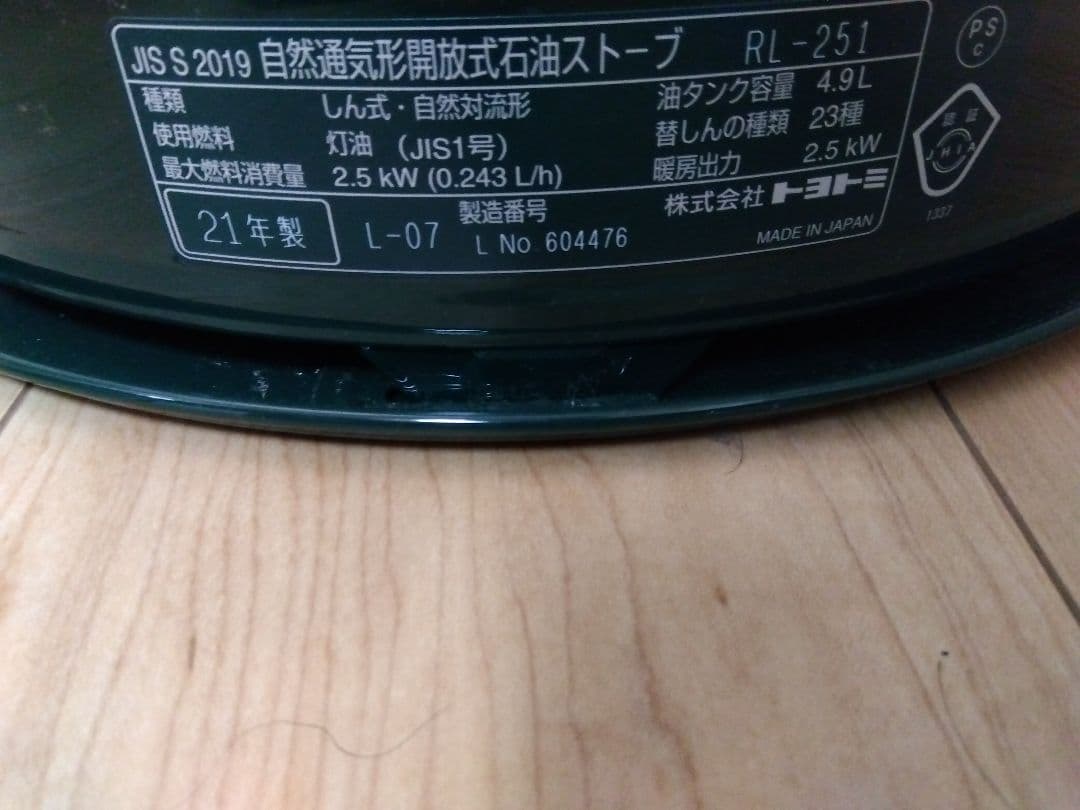 JIS S 2019 自然通気形開放式石油ストーブ RL-251
種類 しん式・自然対流形 油タンク容量 4.9L
使用燃料 灯油 (JIS1号) 替しんの種類 23種
最大燃料消費量 2.5 kW (0.243 L/h) 暖房出力 2.5 kW
21年製 L-07 製造番号 株式会社 トヨトミ
L No. 604476 MADE IN JAPAN
PS
C
認証
JHIA
1337